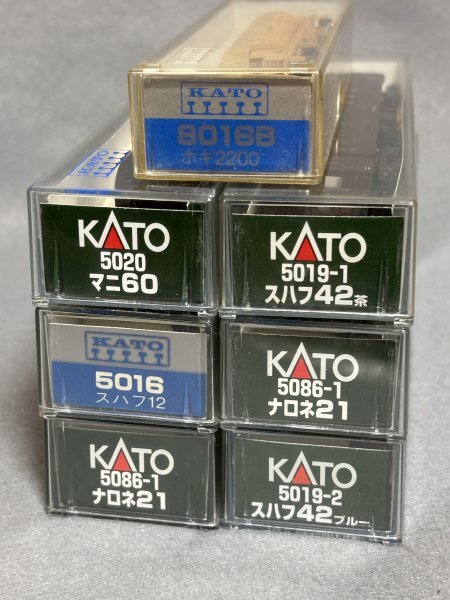 KATO
8016B
ホキ2200
KATO
KATO
5020
マニ60
KATO
5019-1
スハフ42茶
KATO
5016
スハフ12
KATO
5086-1
ナロネ21
KATO
5086-1
ナロネ21
KATO
5019-2
スハフ42ブルー